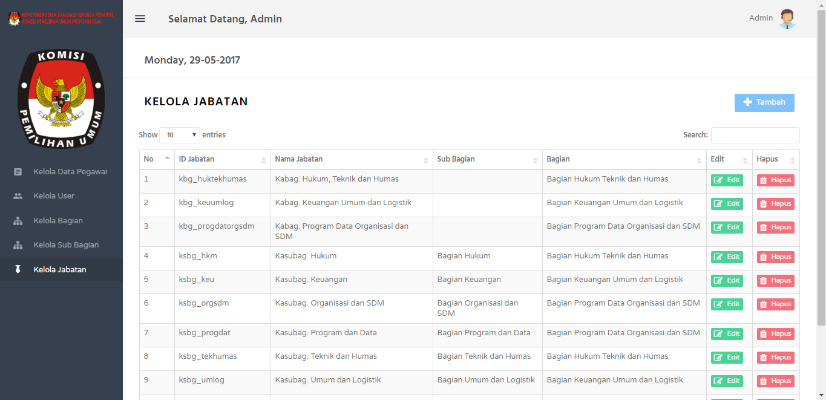 Selamat Datang, Admin
Admin
KOMISI
PEMILIHAN UMUM
Kelola Data Pegawai
Kelola User
Kelola Bagian
Kelola Sub Bagian
Kelola Jabatan
Monday, 29-05-2017
KELOLA JABATAN
Tambah
Show 10 entries
Search:
No ID Jabatan Nama Jabatan Sub Bagian Bagian Edit Hapus
1 kbg_huktekhumas Kabag. Hukum, Teknik dan Humas Bagian Hukum Teknik dan Humas Edit Hapus
2 kbg_keuumlog Kabag. Keuangan Umum dan Logistik Bagian Keuangan Umum dan Logistik Edit Hapus
3 kbg_progdatorgsdm Kabag. Program Data Organisasi dan Bagian Program Data Organisasi dan SDM Edit Hapus
SDM
4 ksbg_hkm Kasubag. Hukum Bagian Hukum Bagian Hukum Teknik dan Humas Edit Hapus
5 ksbg_keu Kasubag. Keuangan Bagian Keuangan Bagian Keuangan Umum dan Logistik Edit Hapus
6 ksbg_orgsdm Kasubag. Organisasi dan SDM Bagian Organisasi dan Bagian Program Data Organisasi dan SDM Edit Hapus
SDM
7 ksbg_progdat Kasubag. Program dan Data Bagian Program dan Data Bagian Program Data Organisasi dan SDM Edit Hapus
8 ksbg_tekhumas Kasubag. Teknik dan Humas Bagian Teknik dan Humas Bagian Hukum Teknik dan Humas Edit Hapus
9 ksbg_umlog Kasubag. Umum dan Logistik Bagian Umum dan Logistik Bagian Keuangan Umum dan Logistik Edit Hapus